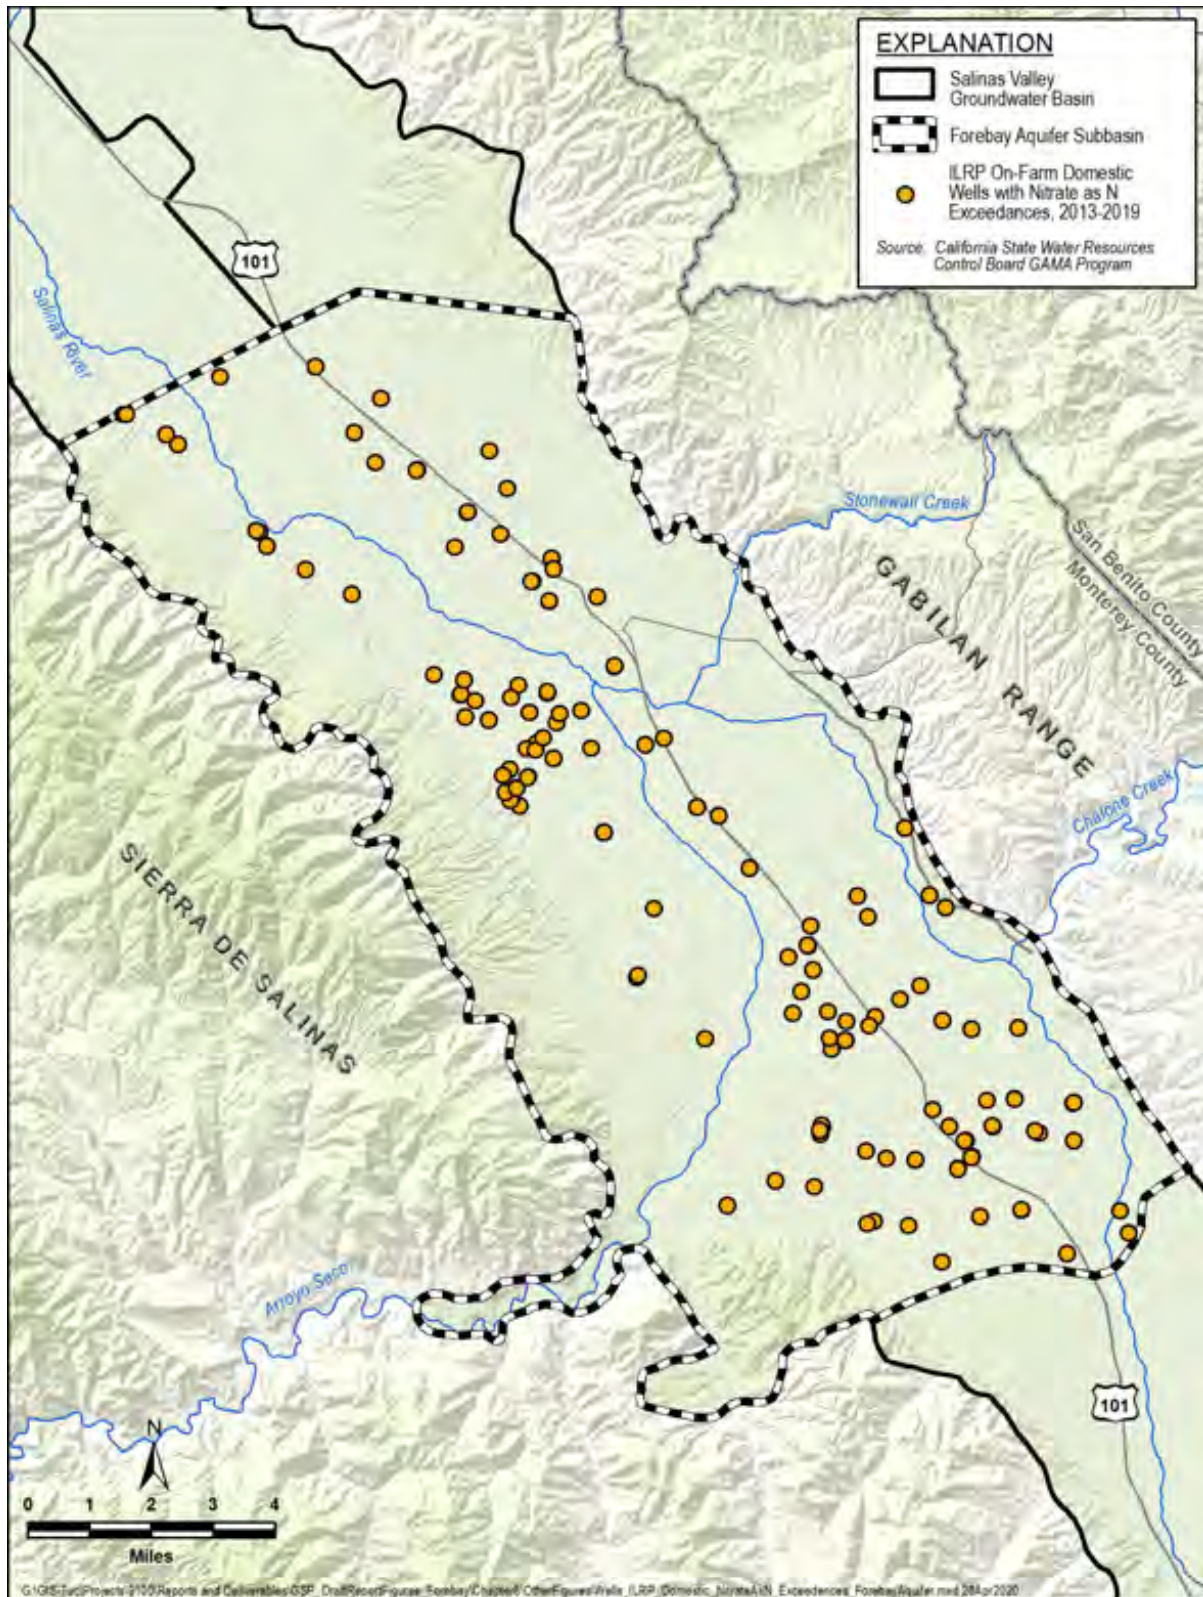 EXPLANATION
Salinas Valley
Groundwater Basin
Forebay Aquifer Subbasin
ILRP On-Farm Domestic
Wells with Nitrate as N
Exceedances, 2013-2019
Source: California State Water Resources
Control Board GAMA Program
101
Salinas River
Stonewall Creek
San Benito County
Monterey County
GABILAN RANGE
Chalone Creek
SIERRA DE SALINAS
Arroyo Seco
101
N
0 1 2 3 4
Miles